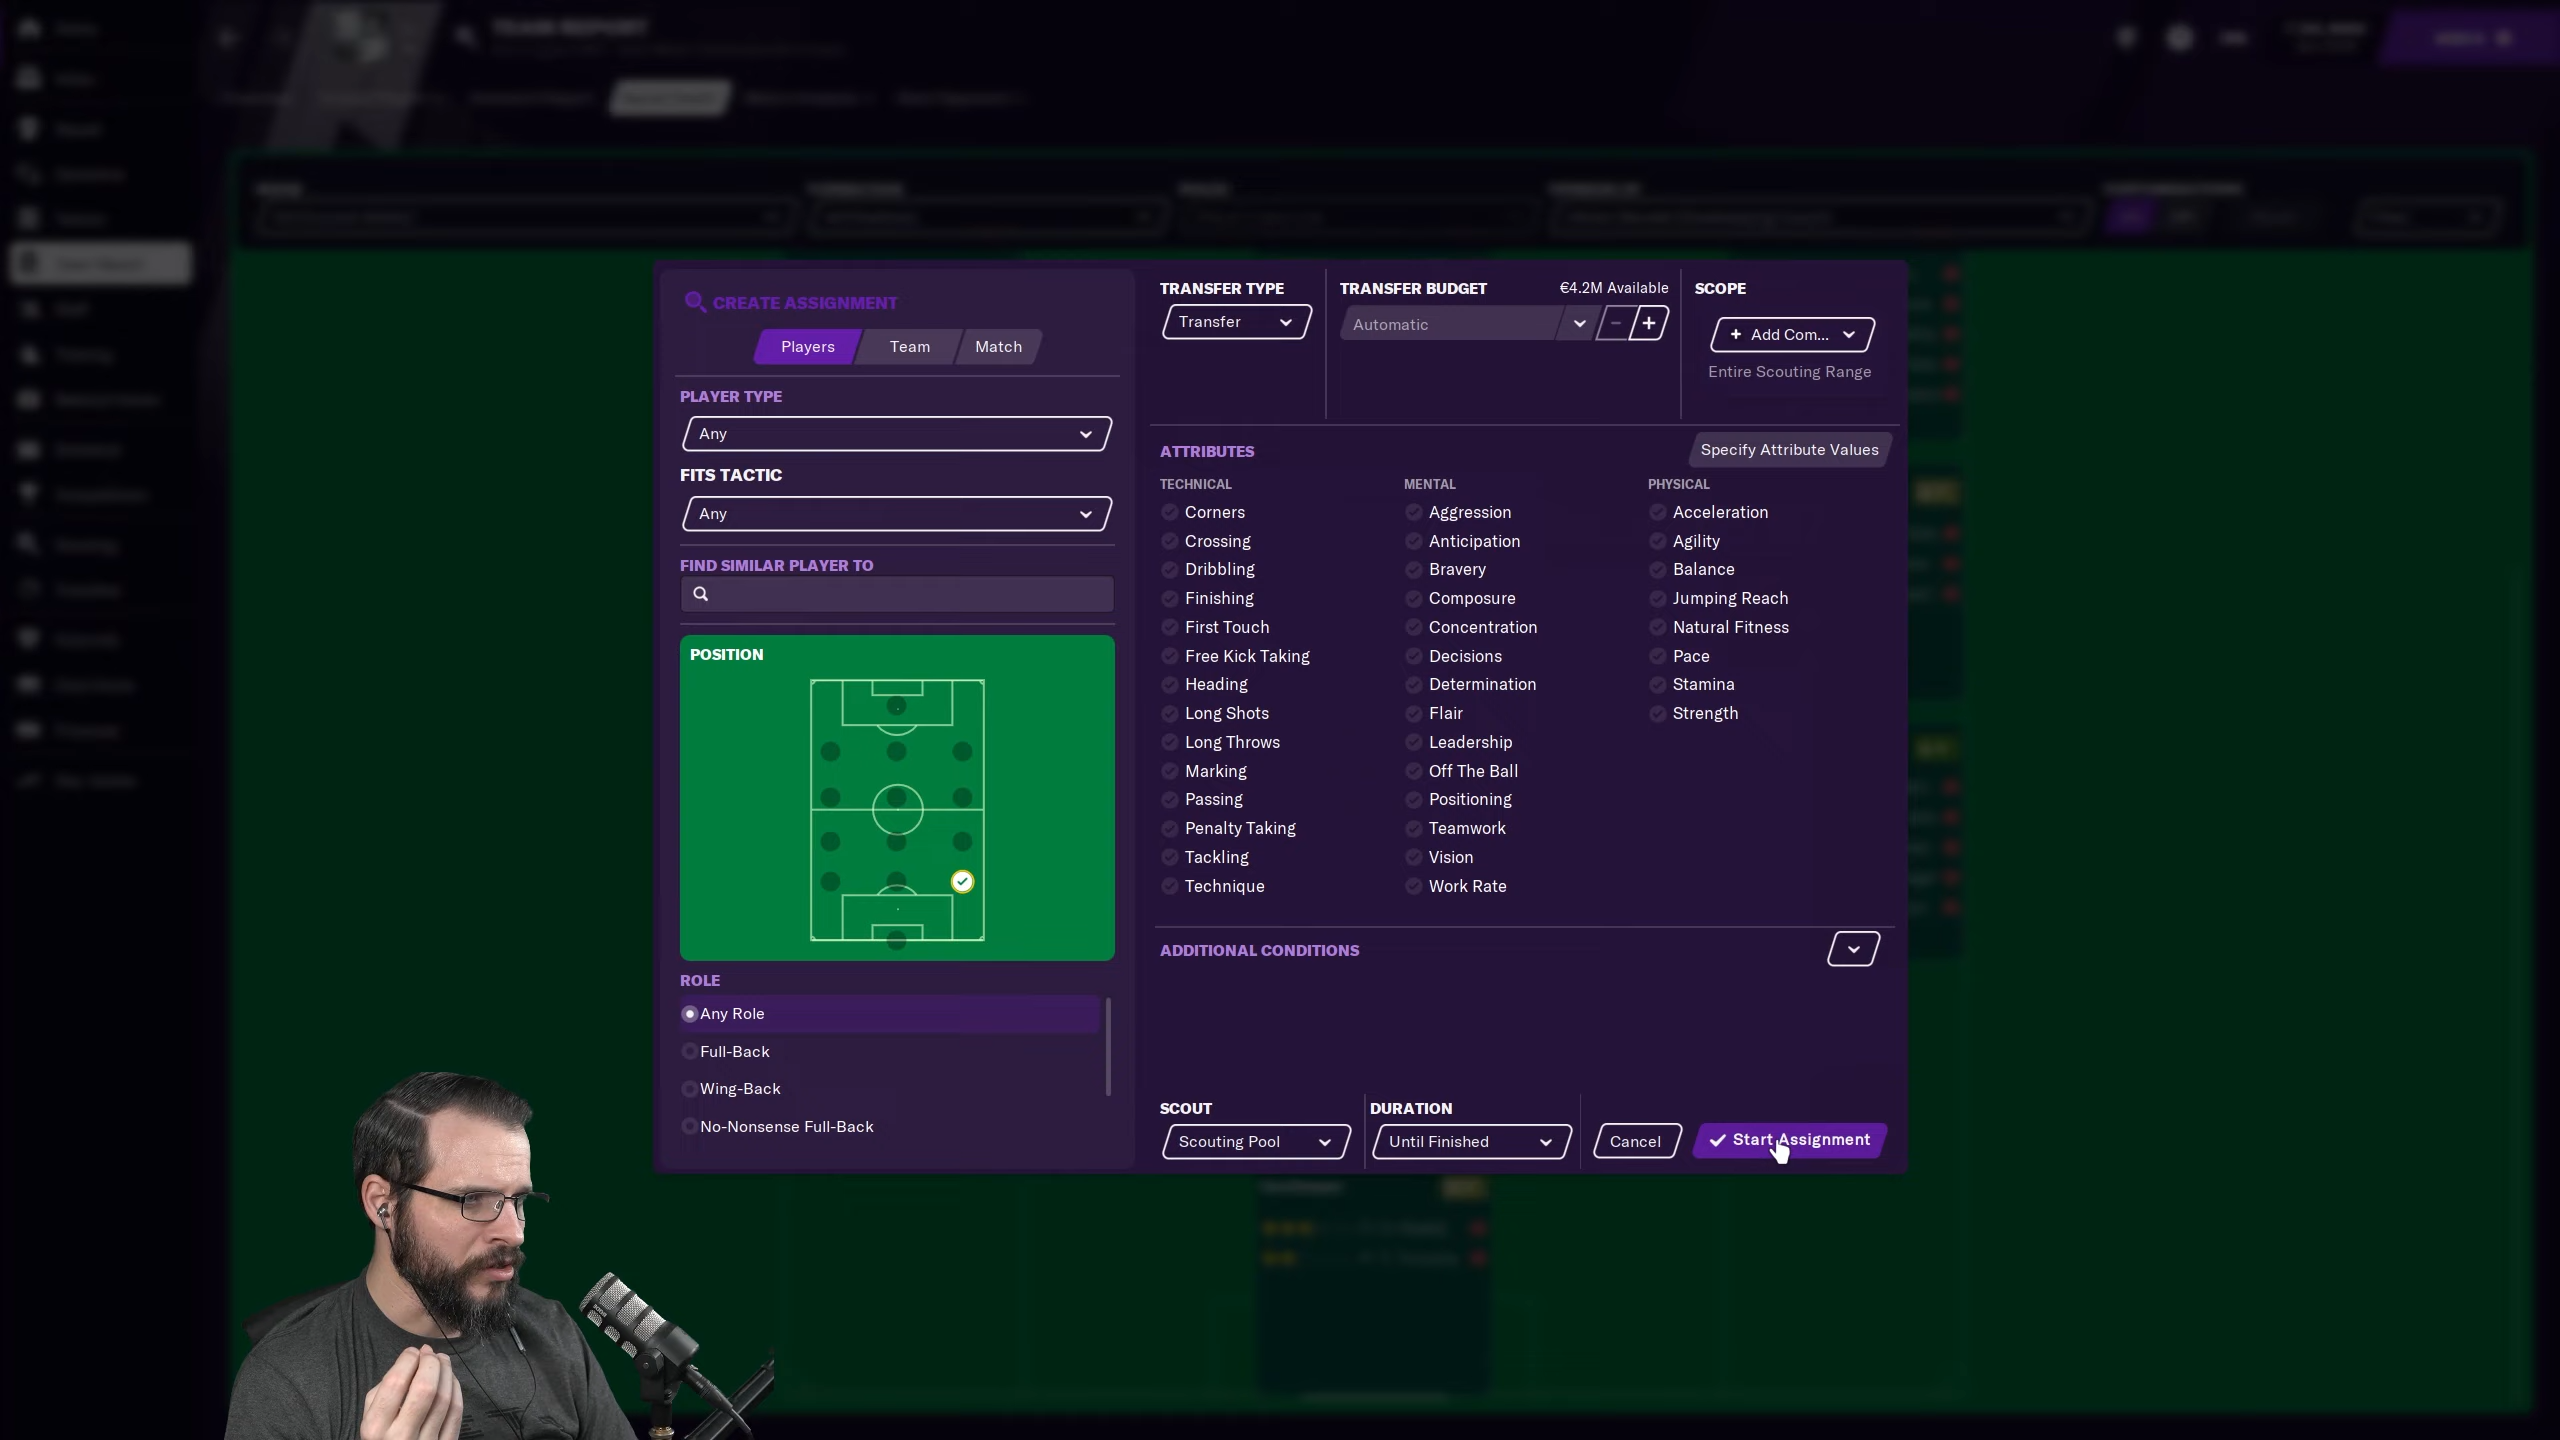 TEAM REPORT
CREATE ASSIGNMENT
Players
Team
Match
PLAYER TYPE
Any
FITS TACTIC
Any
FIND SIMILAR PLAYER TO
POSITION
ROLE
Any Role
Full-Back
Wing-Back
No-Nonsense Full-Back
TRANSFER TYPE
Transfer
TRANSFER BUDGET
€4.2M Available
Automatic
SCOPE
Add Com...
Entire Scouting Range
ATTRIBUTES
Specify Attribute Values
TECHNICAL
Corners
Crossing
Dribbling
Finishing
First Touch
Free Kick Taking
Heading
Long Shots
Long Throws
Marking
Passing
Penalty Taking
Tackling
Technique
MENTAL
Aggression
Anticipation
Bravery
Composure
Concentration
Decisions
Determination
Flair
Leadership
Off The Ball
Positioning
Teamwork
Vision
Work Rate
PHYSICAL
Acceleration
Agility
Balance
Jumping Reach
Natural Fitness
Pace
Stamina
Strength
ADDITIONAL CONDITIONS
SCOUT
Scouting Pool
DURATION
Until Finished
Cancel
Start Assignment